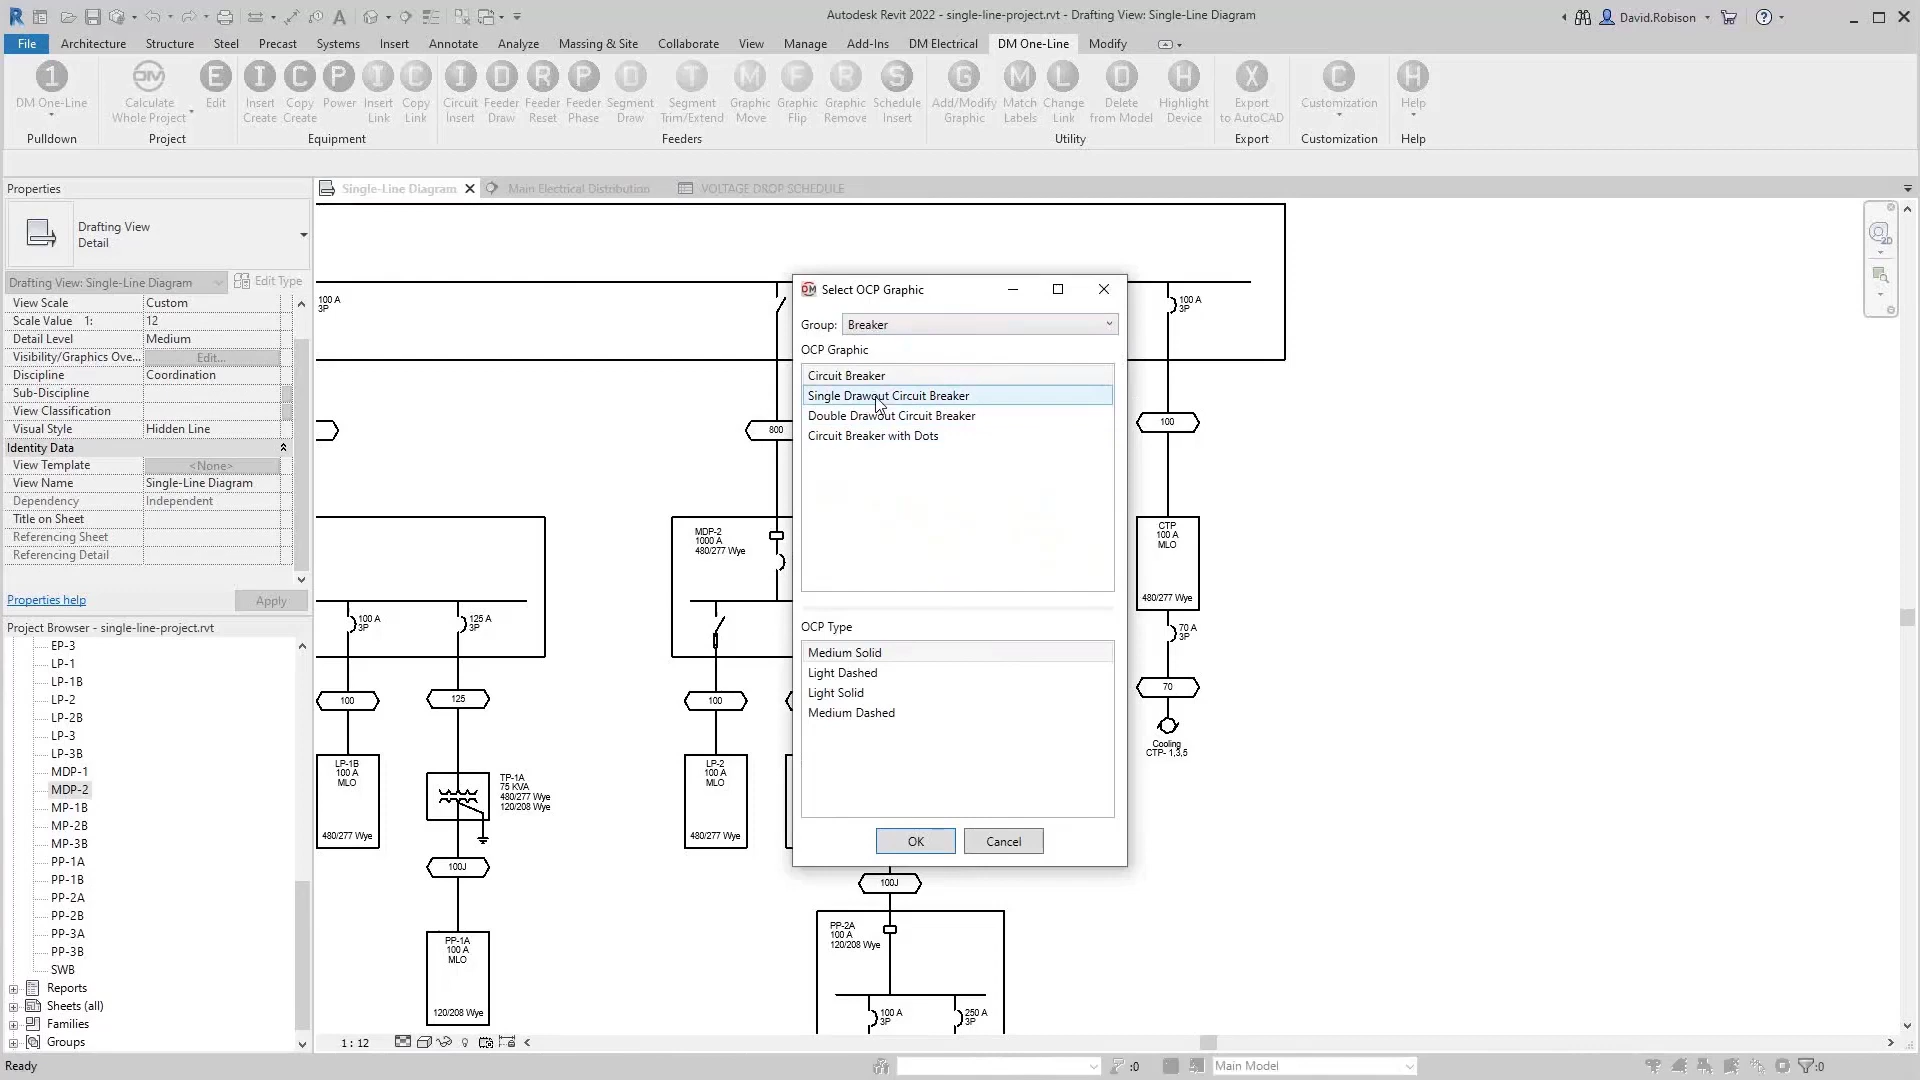 Autodesk Revit 2022 - single-line-project.rvt - Drafting View: Single-Line Diagram
David.Robison
File
Architecture
Structure
Steel
Precast
Systems
Insert
Annotate
Analyze
Massing & Site
Collaborate
View
Manage
Add-Ins
DM Electrical
DM One-Line
Modify
DM One-Line
Calculate
Whole Project
Edit
Insert
Create
Copy
Create
Power
Insert
Link
Copy
Link
Circuit
Insert
Feeder
Draw
Feeder
Reset
Feeder
Phase
Segment
Draw
Segment
Trim/Extend
Graphic
Move
Graphic
Flip
Graphic
Remove
Schedule
Insert
Add/Modify
Graphic
Match
Labels
Change
Link
Delete
from Model
Highlight
Device
Export
to AutoCAD
Customization
Help
Pulldown
Project
Equipment
Feeders
Utility
Export
Customization
Help
Properties
Single-Line Diagram
Main Electrical Distribution
VOLTAGE DROP SCHEDULE
Drafting View
Detail
Drafting View: Single-Line Diagram
Edit Type
View Scale Custom
Scale Value 1: 12
Detail Level Medium
Visibility/Graphics Ove... Edit...
Discipline Coordination
Sub-Discipline
View Classification
Visual Style Hidden Line
Identity Data
View Template <None>
View Name Single-Line Diagram
Dependency Independent
Title on Sheet
Referencing Sheet
Referencing Detail
Properties help
Apply
Project Browser - single-line-project.rvt
EP-3
LP-1
LP-1B
LP-2
LP-2B
LP-3
LP-3B
MDP-1
MDP-2
MP-1B
MP-2B
MP-3B
PP-1A
PP-1B
PP-2A
PP-2B
PP-3A
PP-3B
SWB
Reports
Sheets (all)
Families
Groups
100 A
3P
800
MDP-2
1000 A
480/277 Wye
100 A
3P
125 A
3P
100
125
100
LP-1B
100 A
MLO
480/277 Wye
TP-1A
75 KVA
480/277 Wye
120/208 Wye
LP-2
100 A
MLO
480/277 Wye
100J
PP-1A
100 A
MLO
120/208 Wye
Select OCP Graphic
Group: Breaker
OCP Graphic
Circuit Breaker
Single Drawout Circuit Breaker
Double Drawout Circuit Breaker
Circuit Breaker with Dots
OCP Type
Medium Solid
Light Dashed
Light Solid
Medium Dashed
OK
Cancel
100 A
3P
100
CTP
100 A
MLO
480/277 Wye
70 A
3P
70
Cooling
CTP- 1,3,5
100J
PP-2A
100 A
120/208 Wye
100 A
3P
250 A
3P
1 : 12
2D
Ready
:0
Main Model
:0